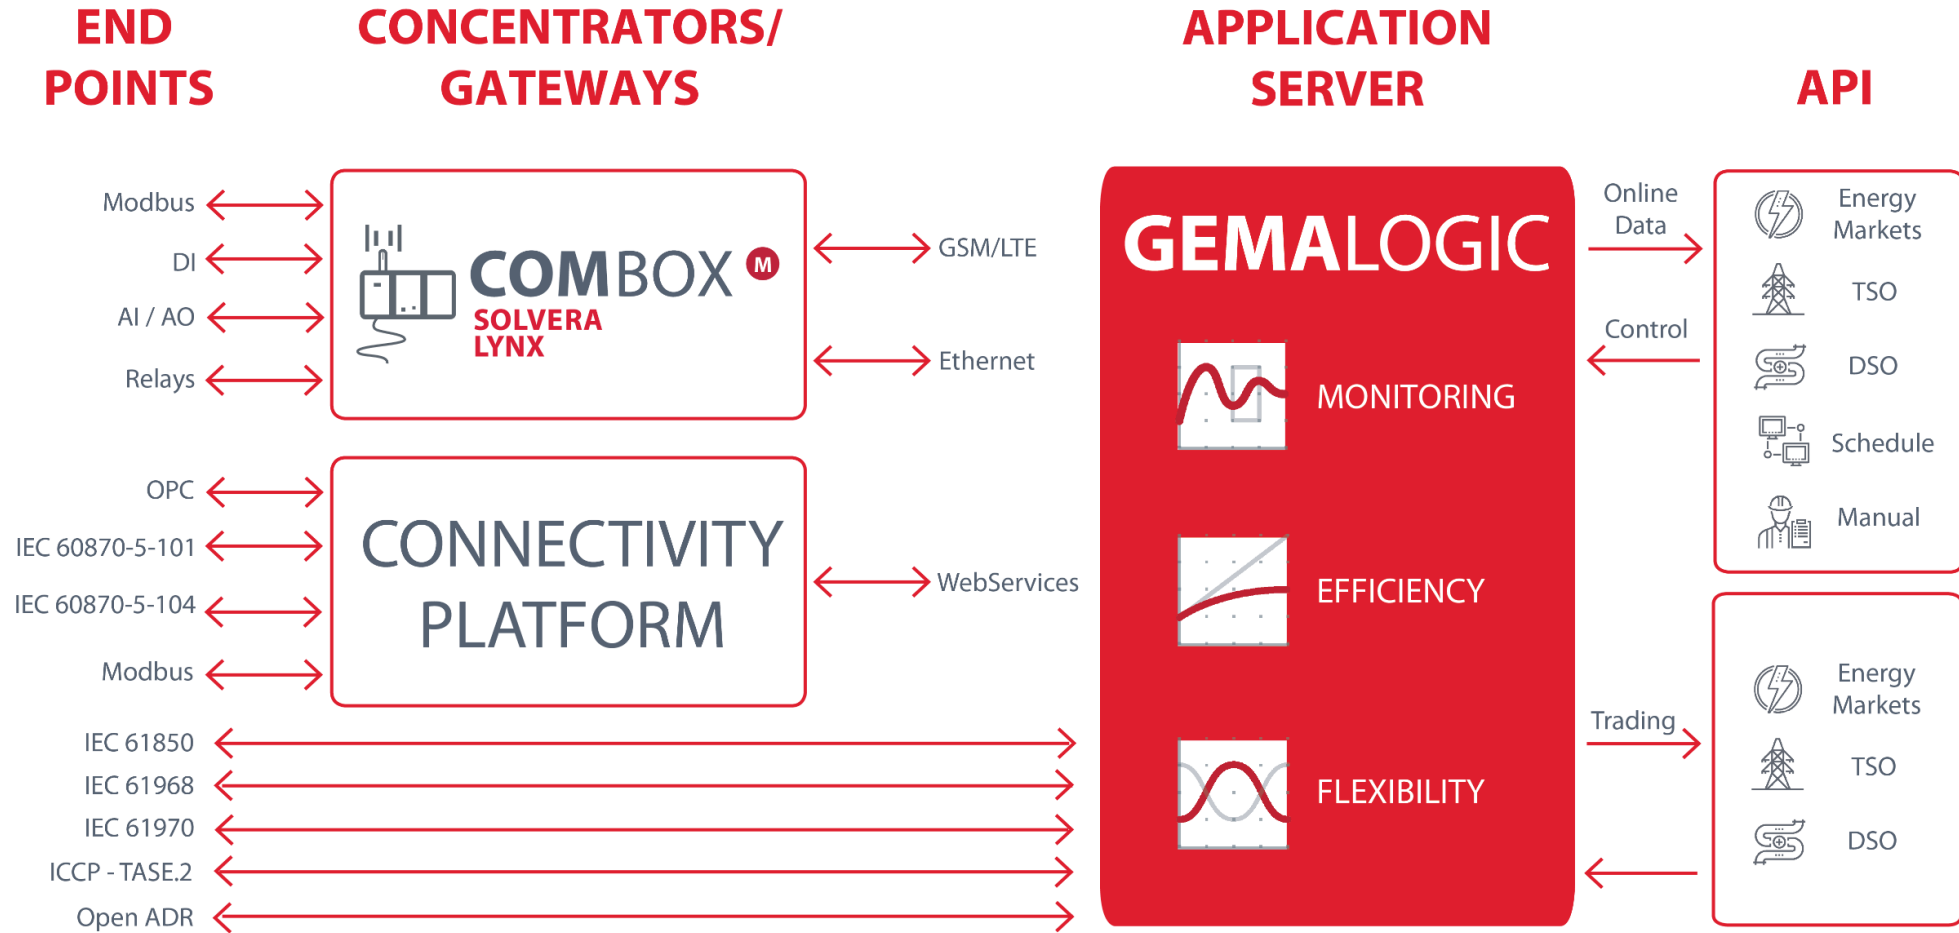 END
POINTS
CONCENTRATORS/
GATEWAYS
APPLICATION
SERVER
API
Modbus
DI
AI / AO
Relays
COMBOX M
SOLVERA
LYNX
GSM/LTE
Ethernet
OPC
IEC 60870-5-101
IEC 60870-5-104
Modbus
CONNECTIVITY
PLATFORM
WebServices
IEC 61850
IEC 61968
IEC 61970
ICCP - TASE.2
Open ADR
GEMALOGIC
MONITORING
EFFICIENCY
FLEXIBILITY
Online
Data
Control
Trading
Energy
Markets
TSO
DSO
Schedule
Manual
Energy
Markets
TSO
DSO